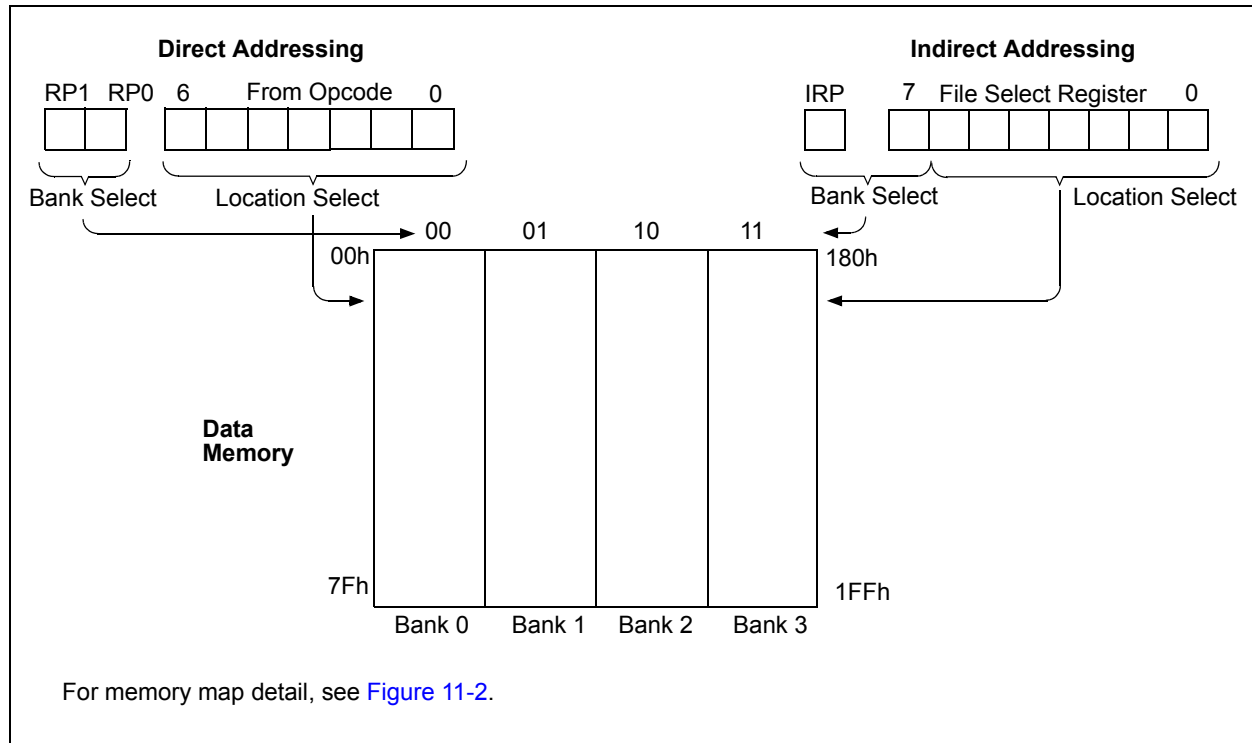 Direct Addressing
Indirect Addressing
RP1 RP0 6 From Opcode 0
IRP 7 File Select Register 0
Bank Select Location Select
Bank Select Location Select
00 01 10 11
00h 180h
Data
Memory
7Fh 1FFh
Bank 0 Bank 1 Bank 2 Bank 3
For memory map detail, see Figure 11-2.